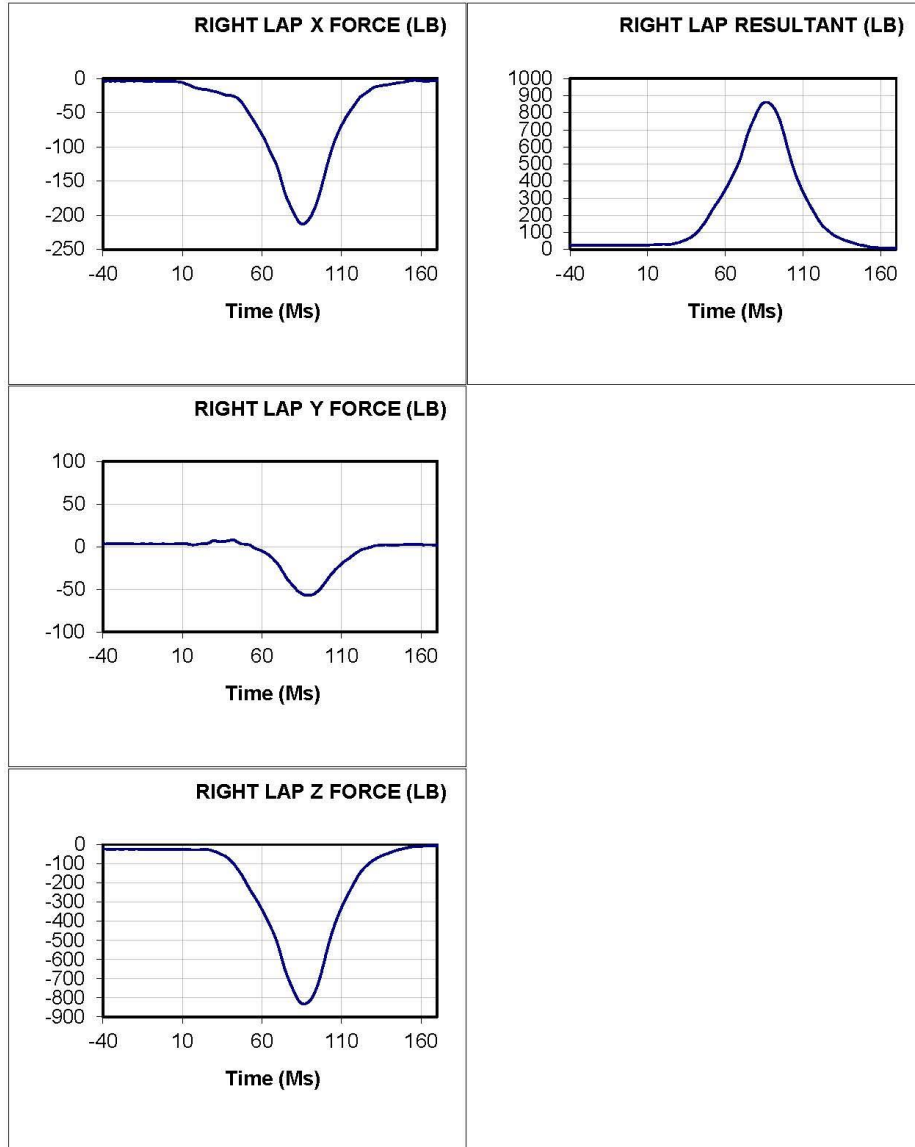 RIGHT LAP X FORCE (LB)
0
-50
-100
-150
-200
-250
-40 10 60 110 160
Time (Ms)
RIGHT LAP RESULTANT (LB)
1000
900
800
700
600
500
400
300
200
100
0
-40 10 60 110 160
Time (Ms)
RIGHT LAP Y FORCE (LB)
100
50
0
-50
-100
-40 10 60 110 160
Time (Ms)
RIGHT LAP Z FORCE (LB)
0
-100
-200
-300
-400
-500
-600
-700
-800
-900
-40 10 60 110 160
Time (Ms)